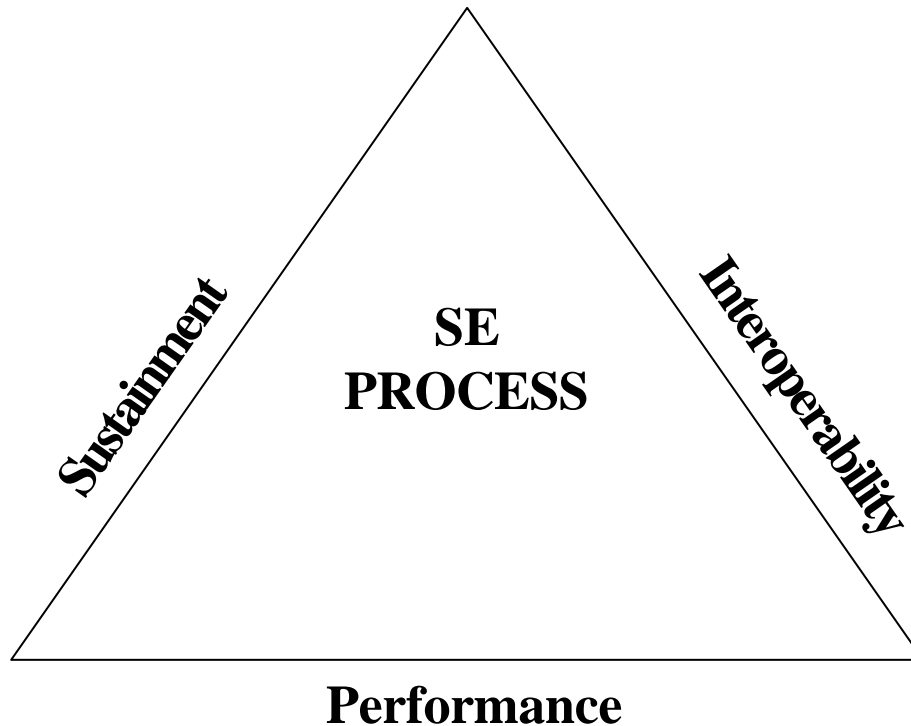 Sustainment
Interoperability
SE
PROCESS
Performance